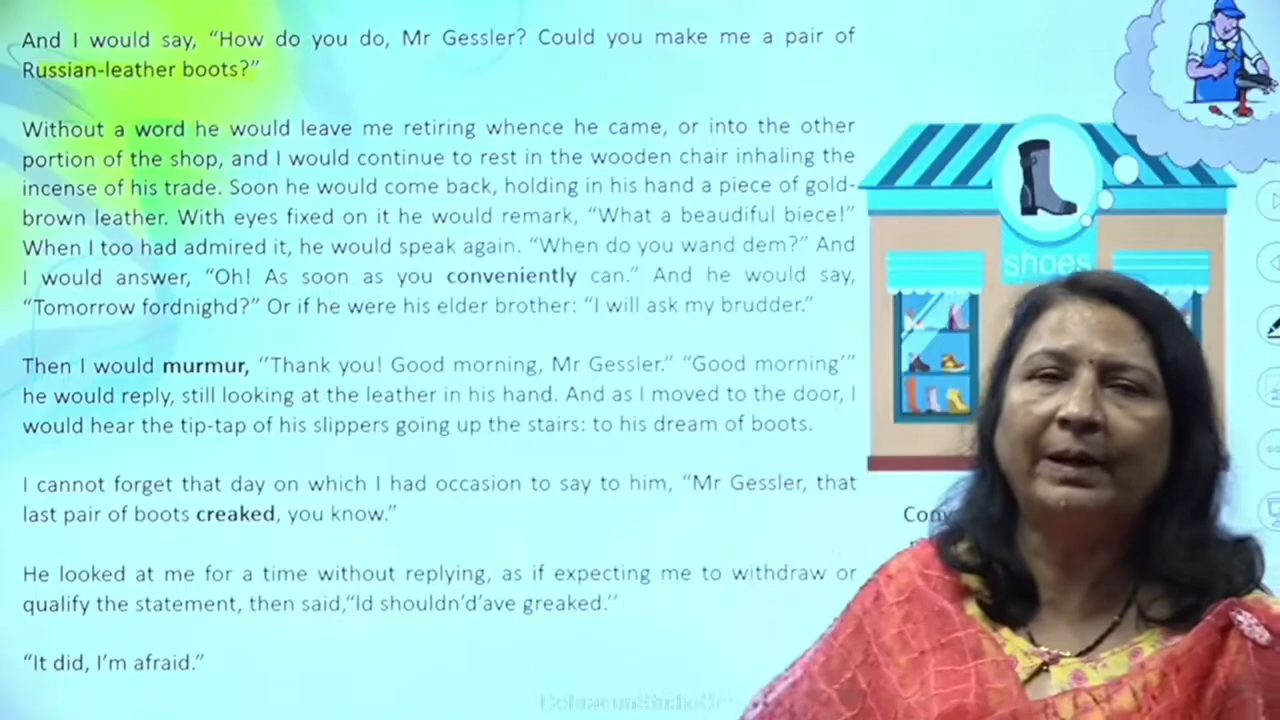 And I would say, “How do you do, Mr Gessler? Could you make me a pair of
Russian-leather boots?”
Without a word he would leave me retiring whence he came, or into the other
portion of the shop, and I would continue to rest in the wooden chair inhaling the
incense of his trade. Soon he would come back, holding in his hand a piece of gold-
brown leather. With eyes fixed on it he would remark, “What a beaudiful biece!”
When I too had admired it, he would speak again. “When do you wand dem?” And
I would answer, “Oh! As soon as you conveniently can.” And he would say,
“Tomorrow fordnighd?” Or if he were his elder brother: “I will ask my brudder.”
Then I would murmur, “Thank you! Good morning, Mr Gessler.” “Good morning’”
he would reply, still looking at the leather in his hand. And as I moved to the door, I
would hear the tip-tap of his slippers going up the stairs: to his dream of boots.
I cannot forget that day on which I had occasion to say to him, “Mr Gessler, that
last pair of boots creaked, you know.”
He looked at me for a time without replying, as if expecting me to withdraw or
qualify the statement, then said,“Id shouldn’d’ave greaked.’’
“It did, I’m afraid.”
shoes